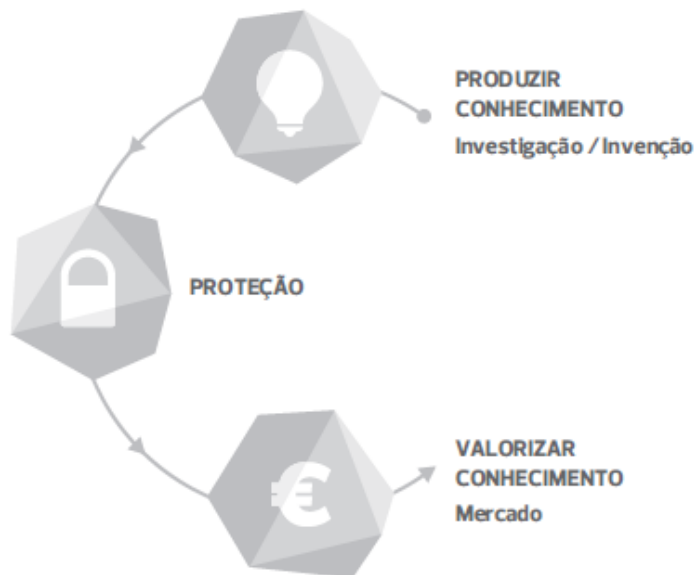 PRODUZIR
CONHECIMENTO
Investigação / Invenção
PROTEÇÃO
VALORIZAR
CONHECIMENTO
Mercado